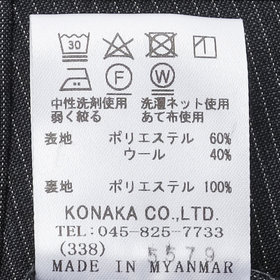 30
F W
中性洗剤使用 洗濯ネット使用
弱く絞る あて布使用
表地 ポリエステル 60%
ウール 40%
裏地 ポリエステル 100%
KONAKA CO.,LTD.
TEL:045-825-7733
(338) 5579
MADE IN MYANMAR